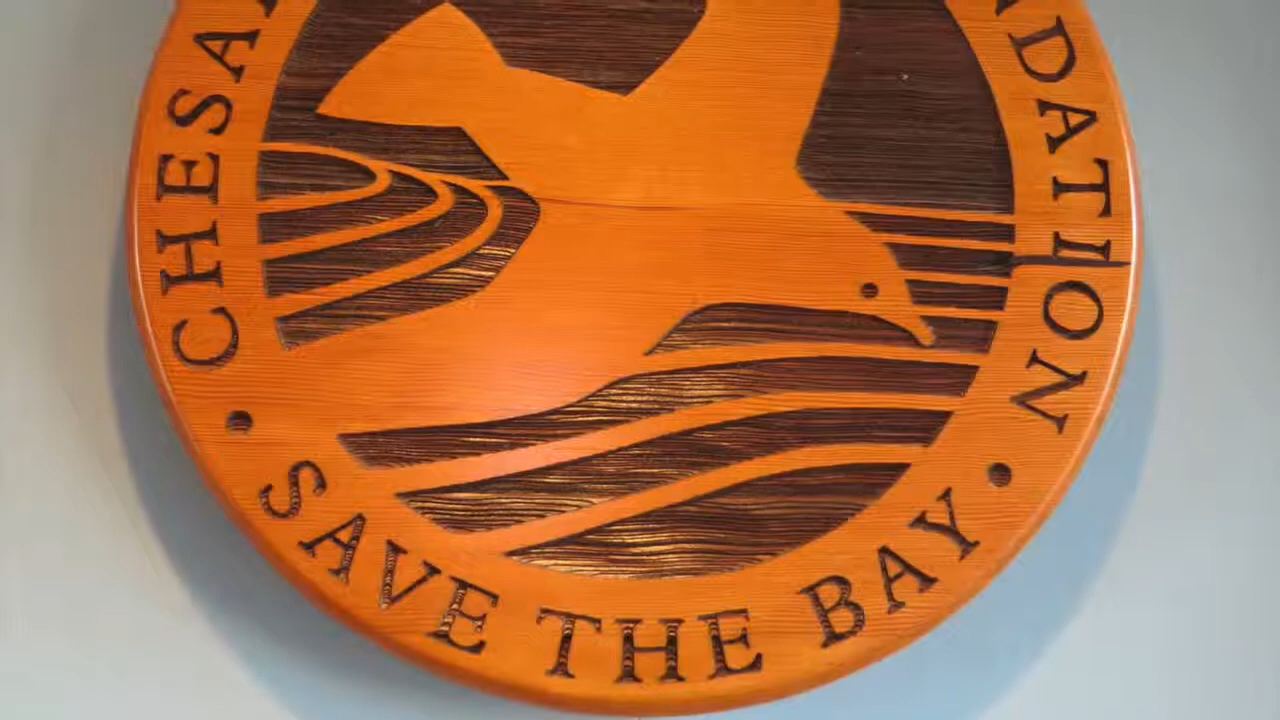 CHESA
DATION
• SAVE THE BAY •